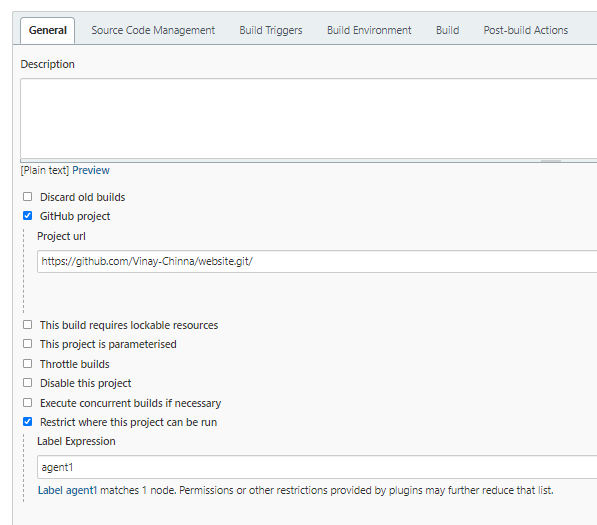 General Source Code Management Build Triggers Build Environment Build Post-build Actions
Description
[Plain text] Preview
Discard old builds
GitHub project
Project url
https://github.com/Vinay-Chinna/website.git/
This build requires lockable resources
This project is parameterised
Throttle builds
Disable this project
Execute concurrent builds if necessary
Restrict where this project can be run
Label Expression
agent1
Label agent1 matches 1 node. Permissions or other restrictions provided by plugins may further reduce that list.